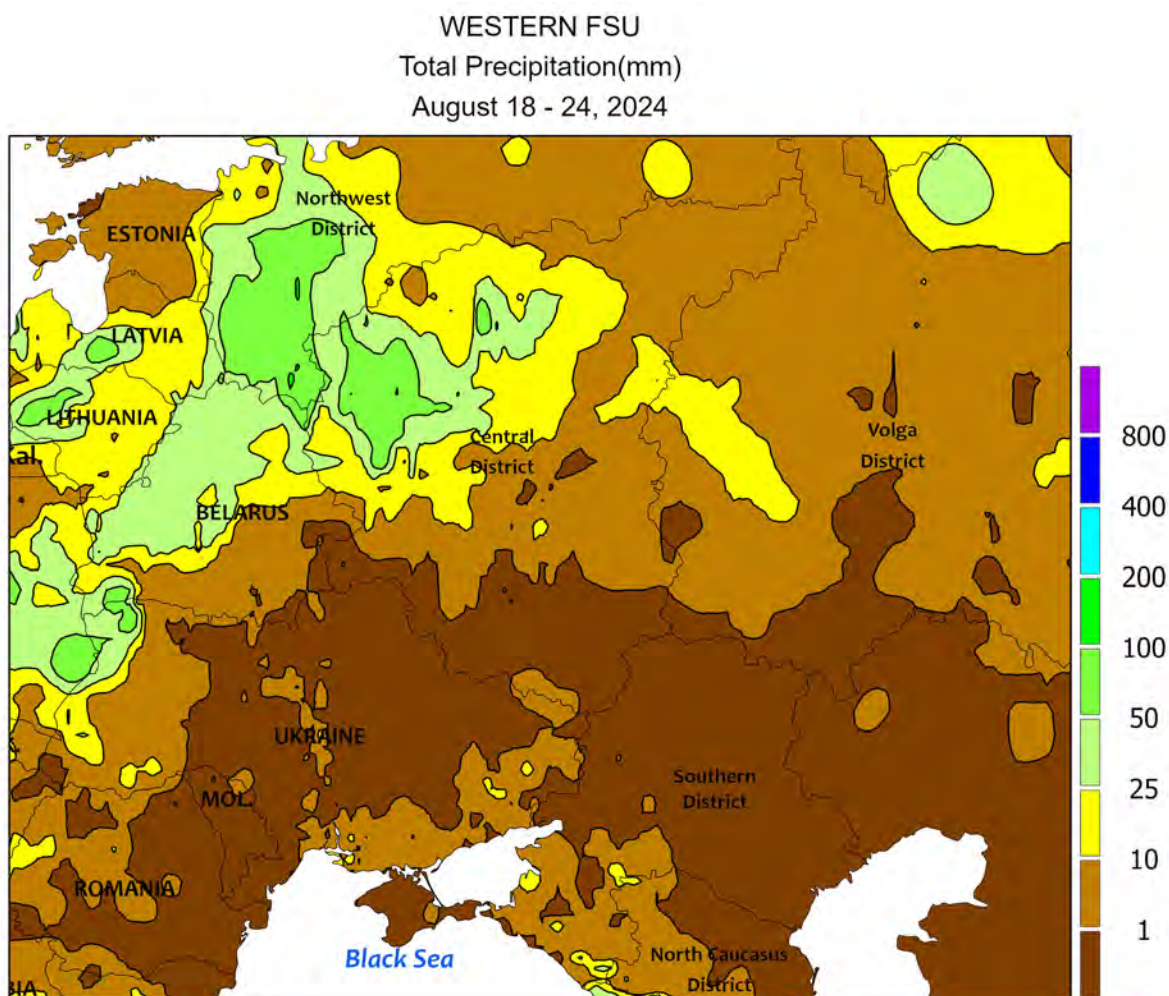 WESTERN FSU
Total Precipitation(mm)
August 18 - 24, 2024
Northwest
District
ESTONIA
LATVIA
LITHUANIA
Central
District
Volga
District
BELARUS
UKRAINE
MOL.
Southern
District
ROMANIA
Black Sea
North Caucasus
District
800
400
200
100
50
25
10
1